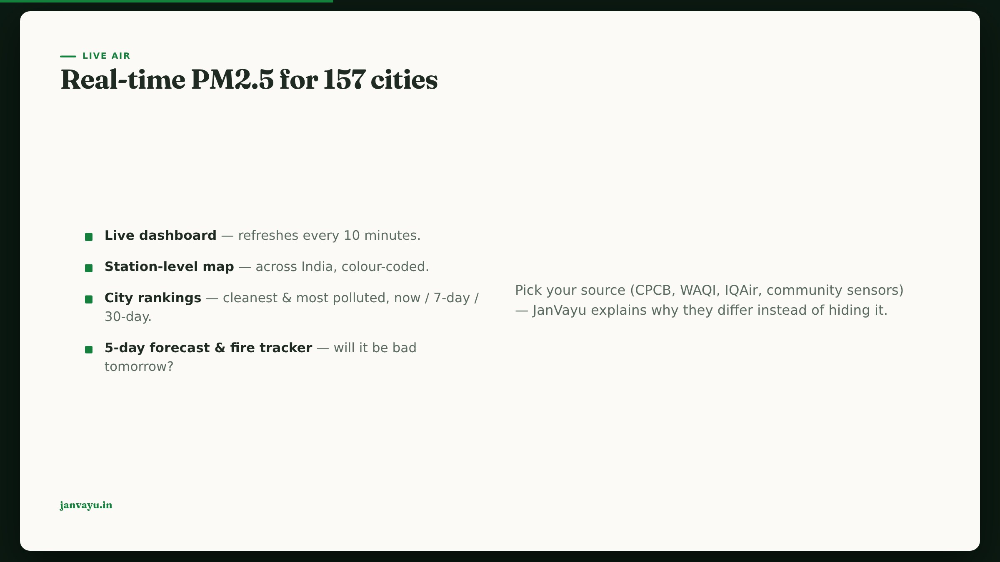 LIVE AIR
Real-time PM2.5 for 157 cities
Live dashboard — refreshes every 10 minutes.
Station-level map — across India, colour-coded.
City rankings — cleanest & most polluted, now / 7-day /
30-day.
5-day forecast & fire tracker — will it be bad
tomorrow?
Pick your source (CPCB, WAQI, IQAir, community sensors)
— JanVayu explains why they differ instead of hiding it.
janvayu.in